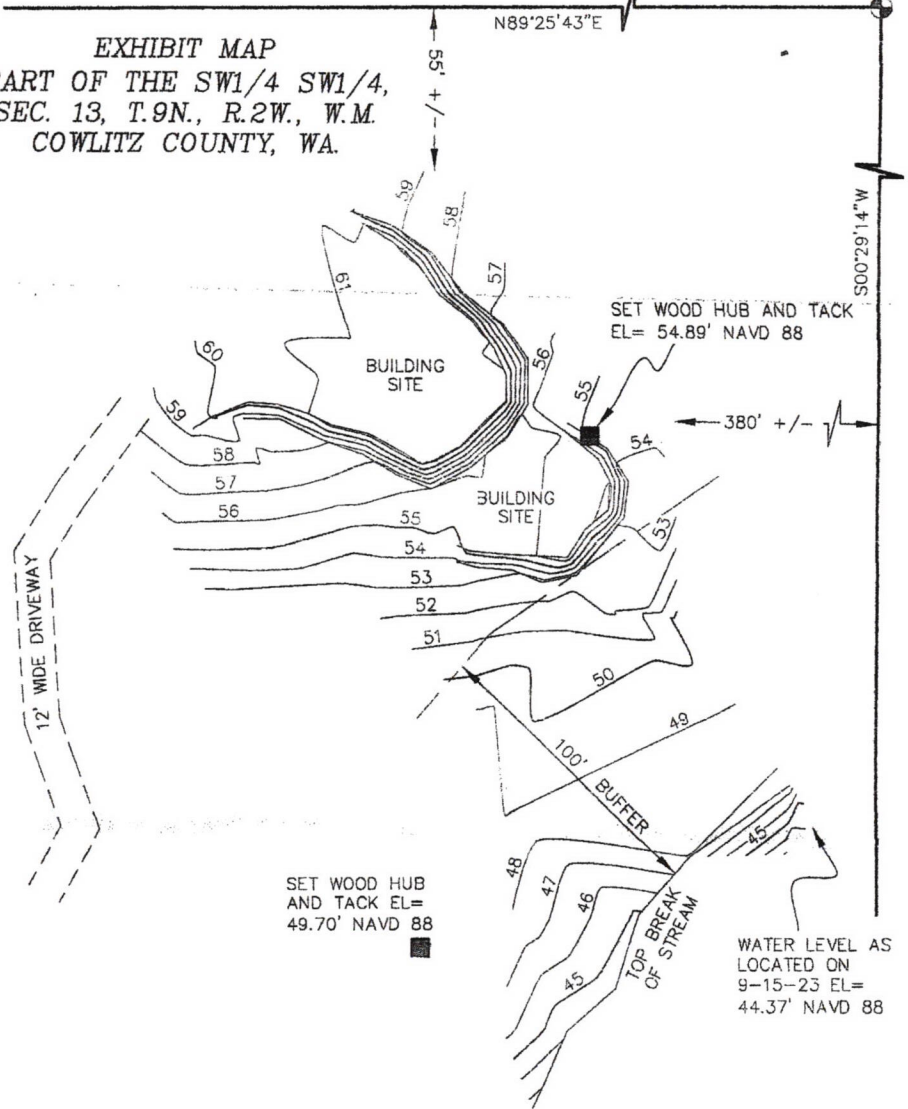 N89°25'43"E
EXHIBIT MAP
PART OF THE SW1/4 SW1/4,
SEC. 13, T.9N., R.2W., W.M.
COWLITZ COUNTY, WA.
55' +/-
S00°29'14"W
59
58
57
61
SET WOOD HUB AND TACK
EL= 54.89' NAVD 88
60
BUILDING
SITE
56
55
59
380' +/-
54
58
57
56
BUILDING
SITE
55
53
54
53
52
51
50
12' WIDE DRIVEWAY
49
100' BUFFER
45
48
47
46
45
SET WOOD HUB
AND TACK EL=
49.70' NAVD 88
TOP BREAK
OF STREAM
WATER LEVEL AS
LOCATED ON
9-15-23 EL=
44.37' NAVD 88